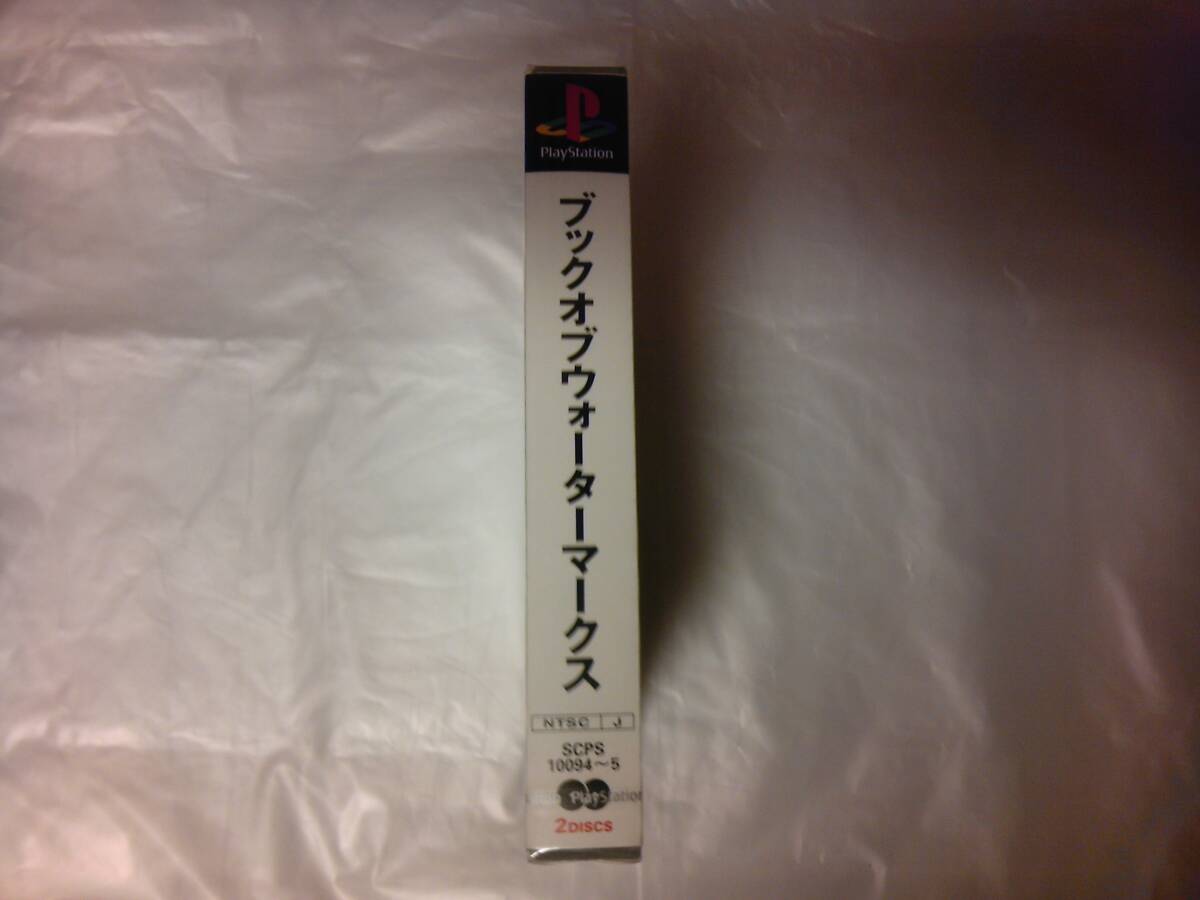 PlayStation
ブックオブウォーターマークス
NTSC J
SCPS
10094～5
PlayStation
2DISCS